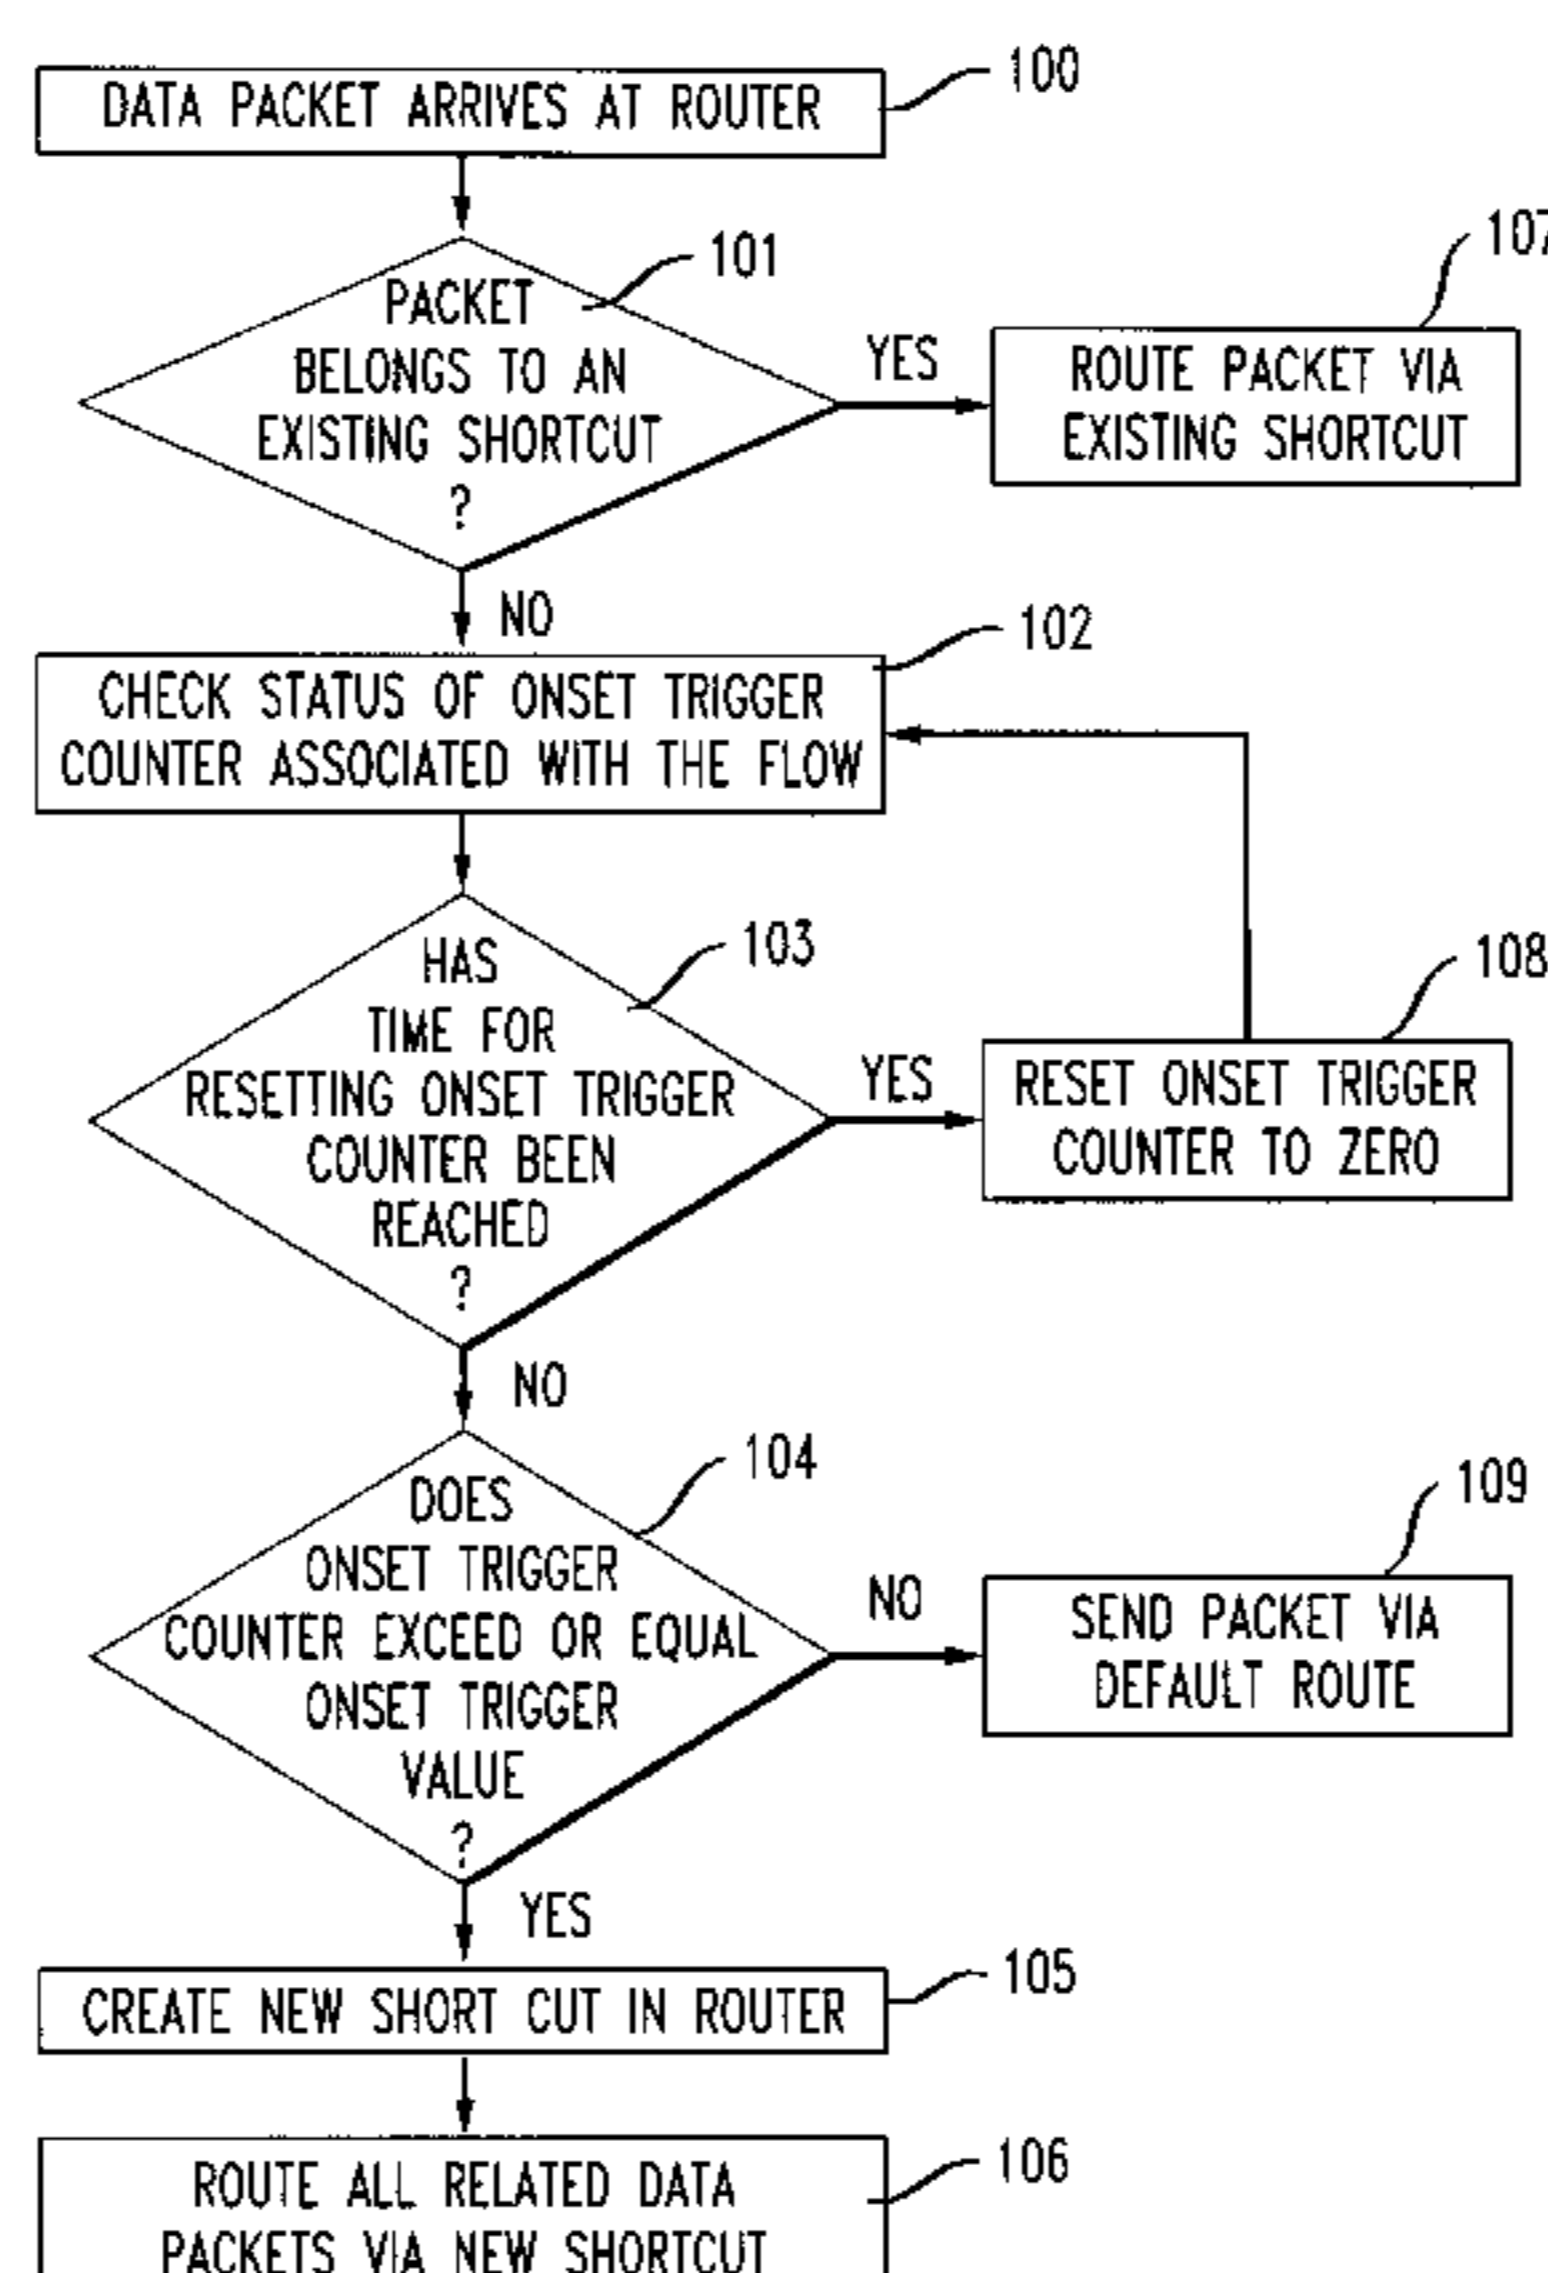 100
DATA PACKET ARRIVES AT ROUTER
101
PACKET
BELONGS TO AN
EXISTING SHORTCUT
?
YES
107
ROUTE PACKET VIA
EXISTING SHORTCUT
NO
102
CHECK STATUS OF ONSET TRIGGER
COUNTER ASSOCIATED WITH THE FLOW
103
HAS
TIME FOR
RESETTING ONSET TRIGGER
COUNTER BEEN
REACHED
?
YES
108
RESET ONSET TRIGGER
COUNTER TO ZERO
NO
104
DOES
ONSET TRIGGER
COUNTER EXCEED OR EQUAL
ONSET TRIGGER
VALUE
?
NO
109
SEND PACKET VIA
DEFAULT ROUTE
YES
105
CREATE NEW SHORT CUT IN ROUTER
106
ROUTE ALL RELATED DATA
PACKETS VIA NEW SHORTCUT